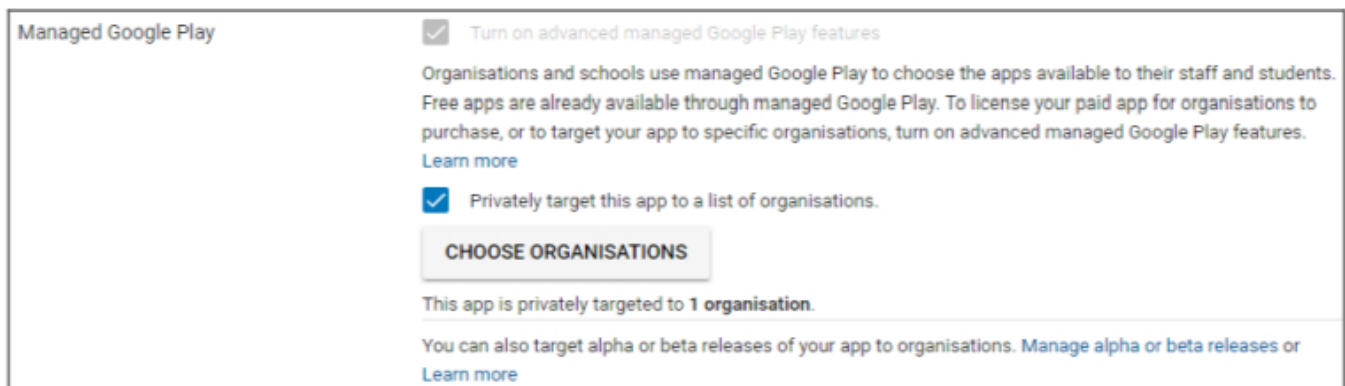 Managed Google Play
Turn on advanced managed Google Play features
Organisations and schools use managed Google Play to choose the apps available to their staff and students.
Free apps are already available through managed Google Play. To license your paid app for organisations to
purchase, or to target your app to specific organisations, turn on advanced managed Google Play features.
Learn more
Privately target this app to a list of organisations.
CHOOSE ORGANISATIONS
This app is privately targeted to 1 organisation.
You can also target alpha or beta releases of your app to organisations. Manage alpha or beta releases or
Learn more